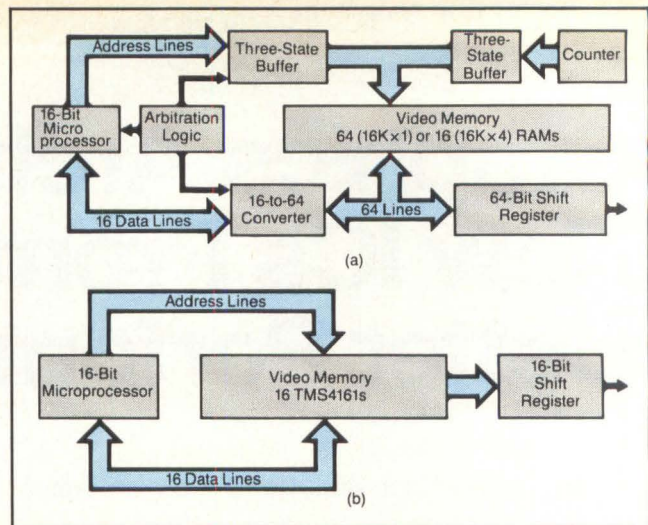 Address Lines
Three-State
Buffer
Three-
State
Buffer
Counter
16-Bit
Micro
processor
Arbitration
Logic
Video Memory
64 (16K×1) or 16 (16K×4) RAMs
16 Data Lines
16-to-64
Converter
64 Lines
64-Bit Shift
Register
(a)
Address Lines
16-Bit
Microprocessor
Video Memory
16 TMS4161s
16-Bit
Shift
Register
16 Data Lines
(b)